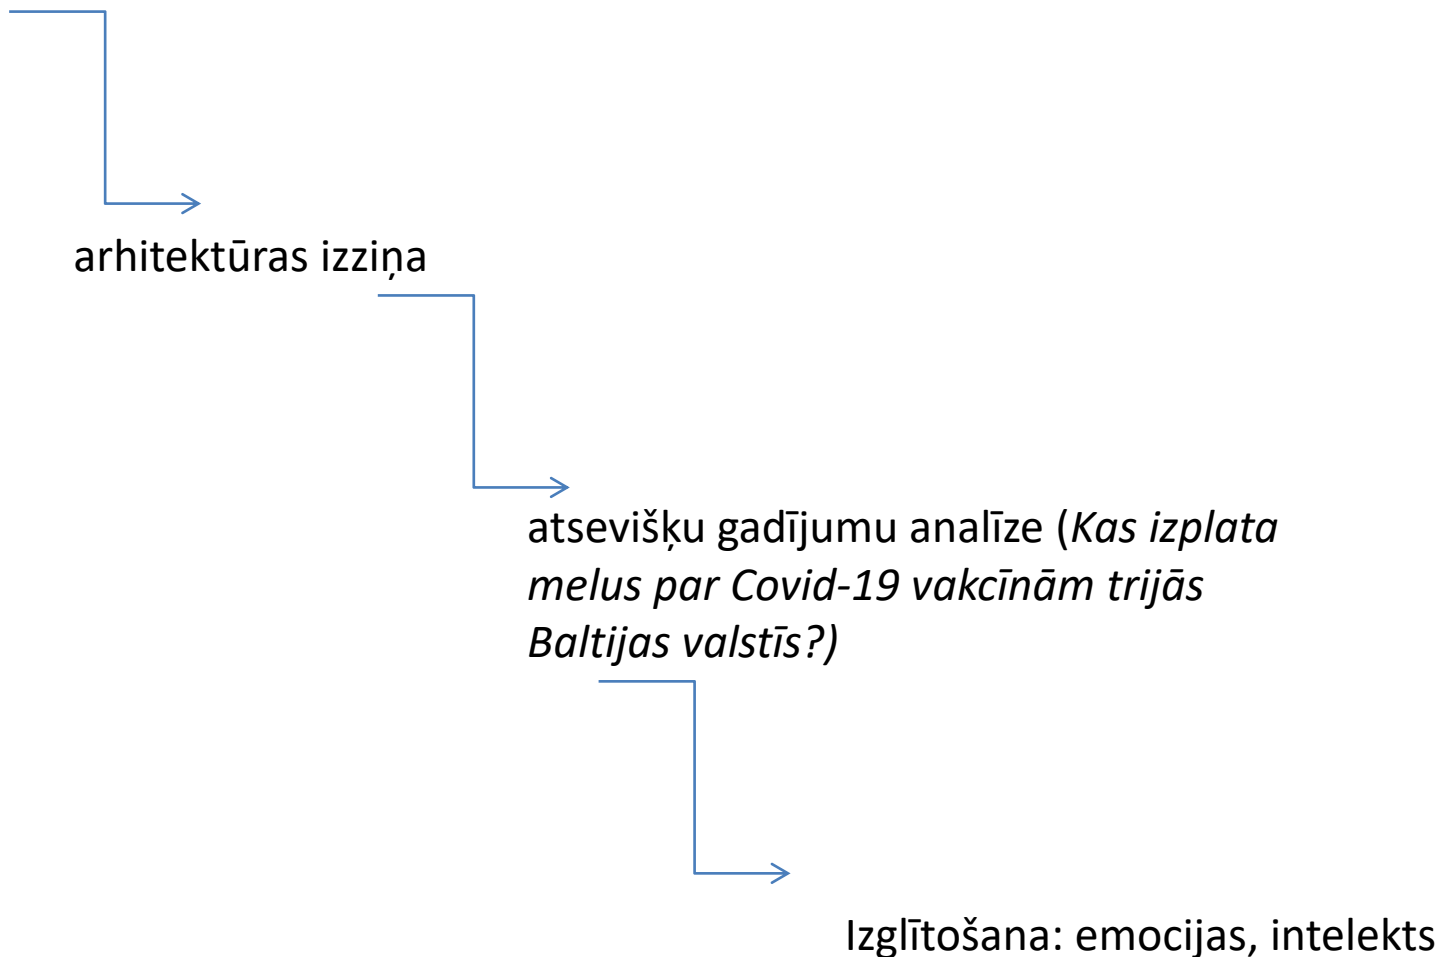 arhitektūras izziņa
atsevišķu gadījumu analīze (Kas izplata
melus par Covid-19 vakcīnām trijās
Baltijas valstīs?)
Izglītošana: emocijas, intelekts